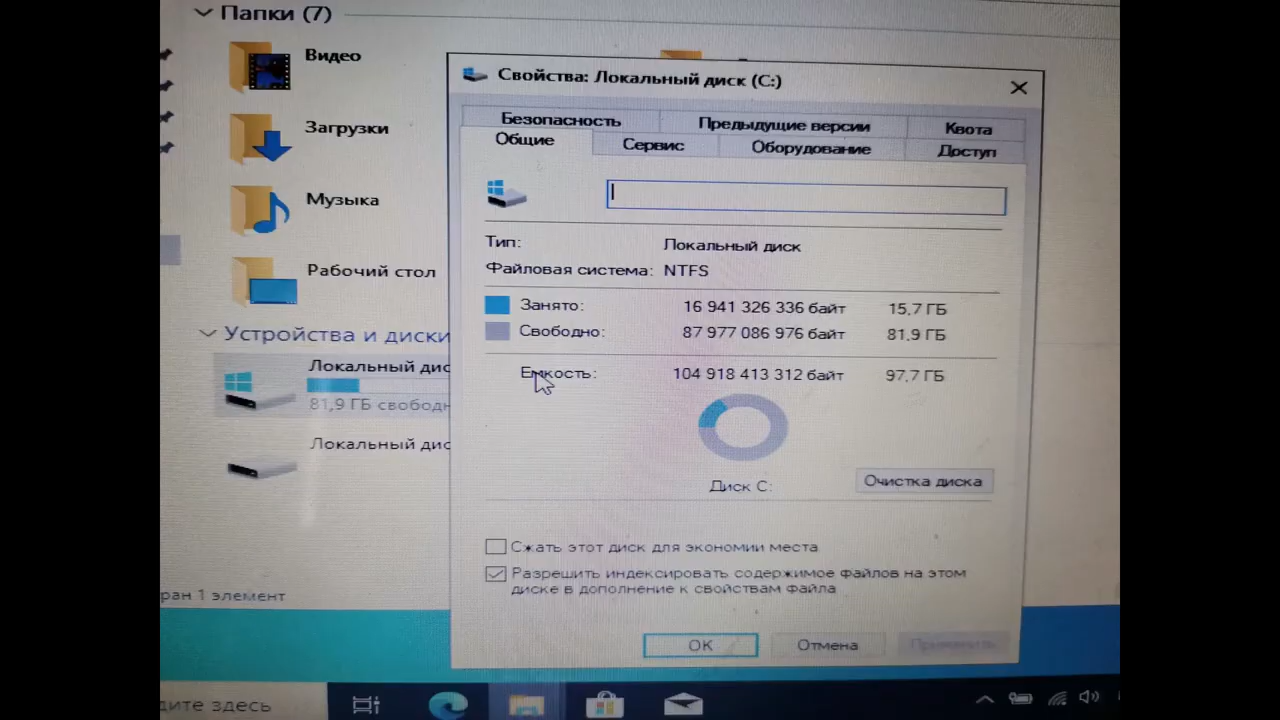 Папки (7)
Видео
Загрузки
Музыка
Рабочий стол
Устройства и диски
Локальный дис
81,9 ГБ свободн
Локальный дис
ран 1 элемент
Свойства: Локальный диск (C:)
Безопасность Предыдущие версии Квота
Общие Сервис Оборудование Доступ
Тип: Локальный диск
Файловая система: NTFS
Занято: 16 941 326 336 байт 15,7 ГБ
Свободно: 87 977 086 976 байт 81,9 ГБ
Емкость: 104 918 413 312 байт 97,7 ГБ
Диск C:
Очистка диска
Сжать этот диск для экономии места
Разрешить индексировать содержимое файлов на этом
диске в дополнение к свойствам файла
ОК Отмена Применить
дите здесь